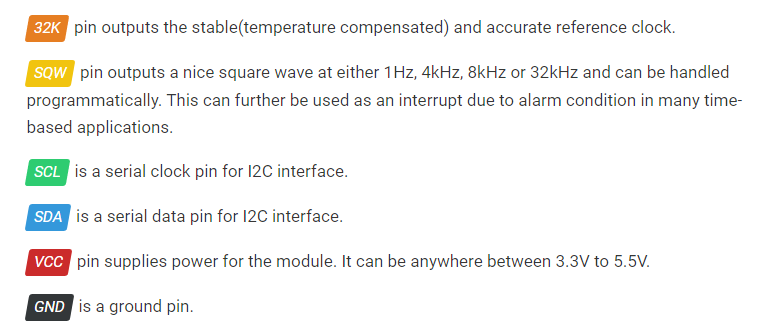 32K pin outputs the stable(temperature compensated) and accurate reference clock.
SQW pin outputs a nice square wave at either 1Hz, 4kHz, 8kHz or 32kHz and can be handled
programmatically. This can further be used as an interrupt due to alarm condition in many time-
based applications.
SCL is a serial clock pin for I2C interface.
SDA is a serial data pin for I2C interface.
VCC pin supplies power for the module. It can be anywhere between 3.3V to 5.5V.
GND is a ground pin.